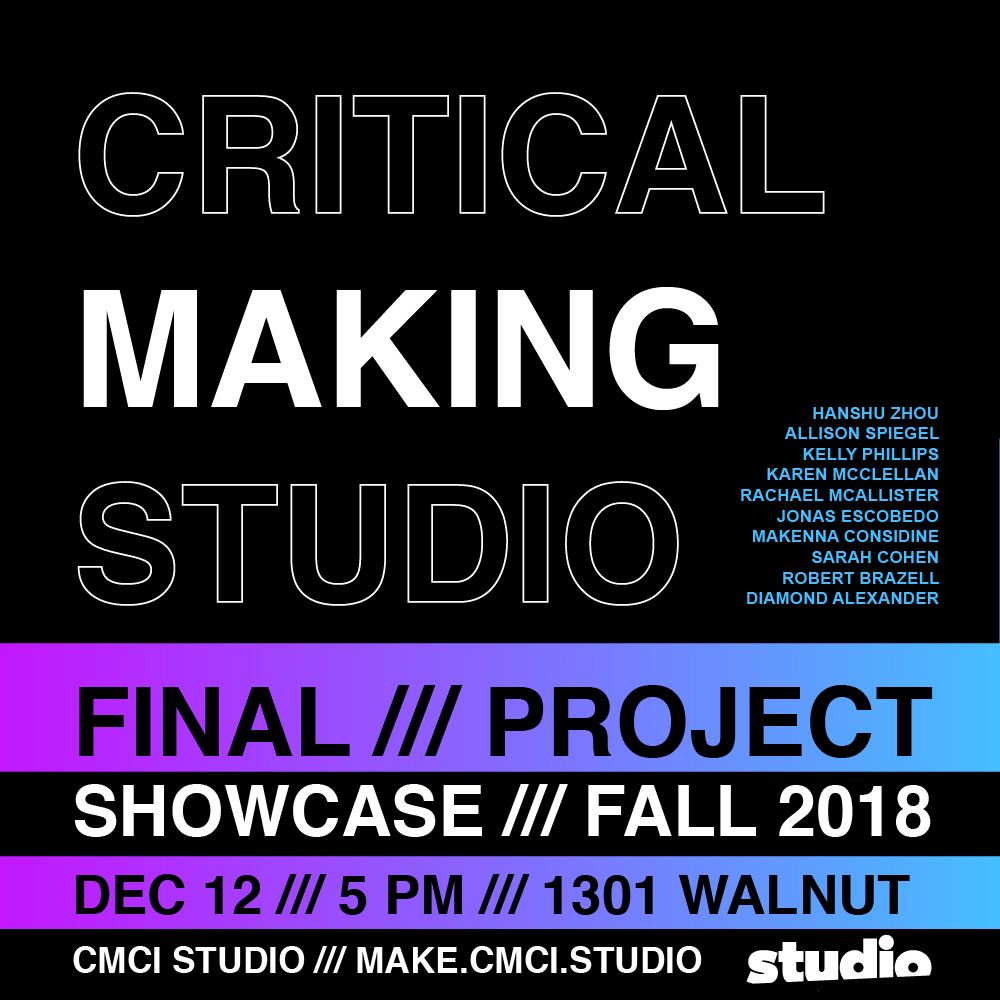 CRITICAL
MAKING
STUDIO
HANSHU ZHOU
ALLISON SPIEGEL
KELLY PHILLIPS
KAREN MCCLELLAN
RACHAEL MCALLISTER
JONAS ESCOBEDO
MAKENNA CONSIDINE
SARAH COHEN
ROBERT BRAZELL
DIAMOND ALEXANDER
FINAL /// PROJECT
SHOWCASE /// FALL 2018
DEC 12 /// 5 PM /// 1301 WALNUT
CMCI STUDIO /// MAKE.CMCI.STUDIO
studio